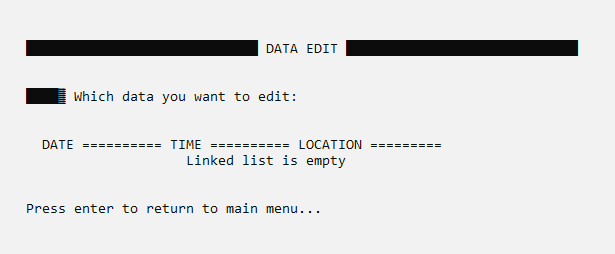 DATA EDIT
Which data you want to edit:
DATE ========== TIME ========== LOCATION =========
Linked list is empty
Press enter to return to main menu...